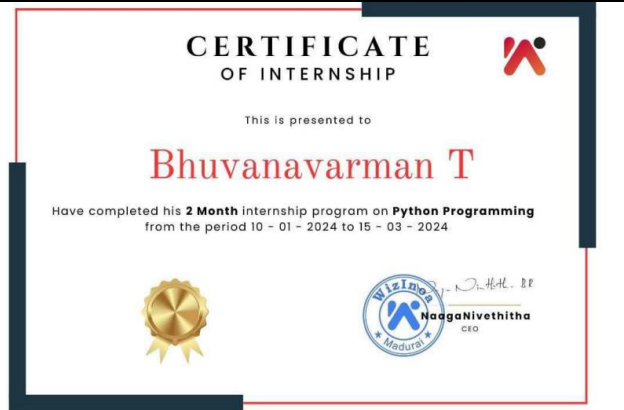 CERTIFICATE
OF INTERNSHIP
This is presented to
Bhuvanavarman T
Have completed his 2 Month internship program on Python Programming
from the period 10 - 01 - 2024 to 15 - 03 - 2024
WizInoa
Madurai
NaagaNivethitha
CEO